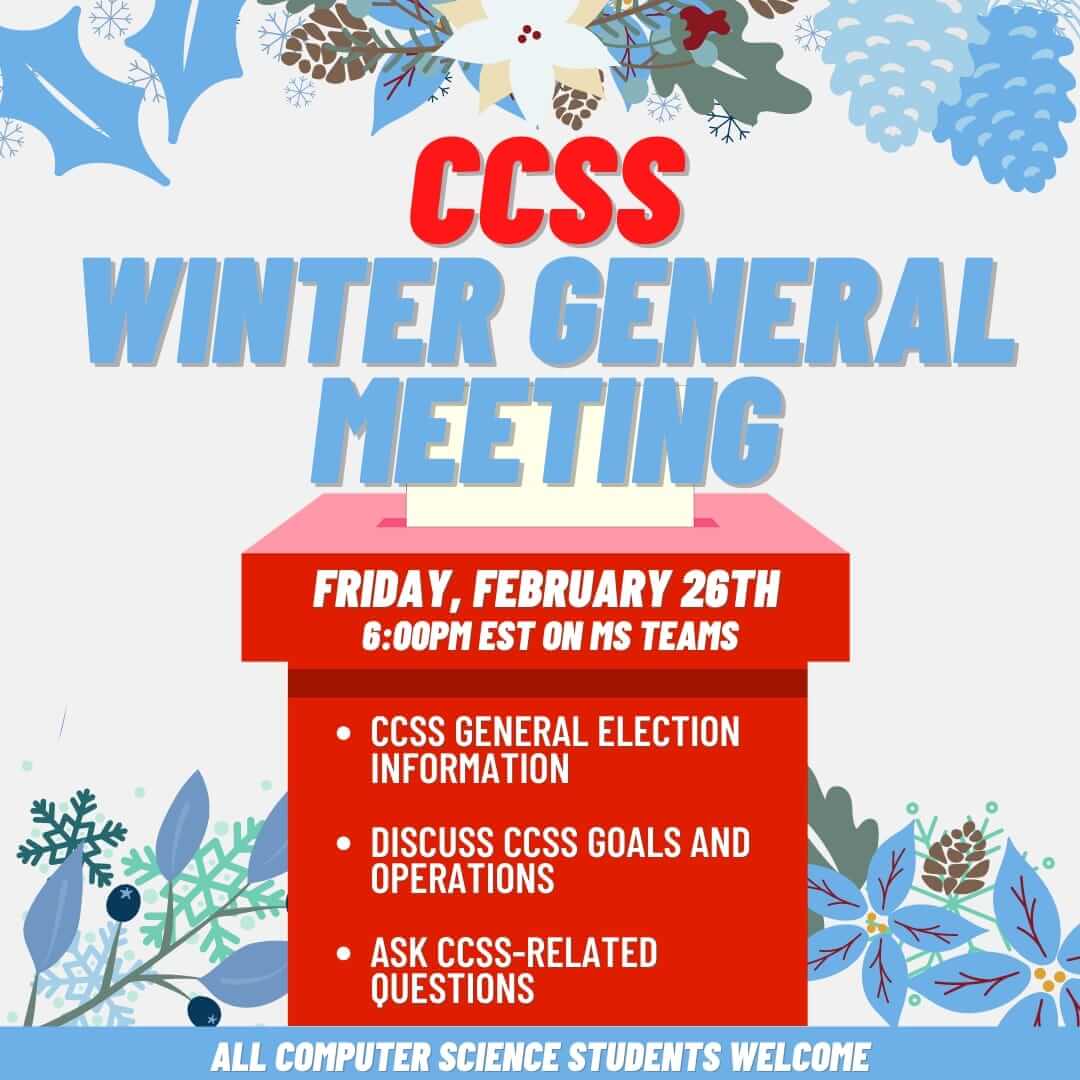 CCSS
WINTER GENERAL
MEETING
FRIDAY, FEBRUARY 26TH
6:00PM EST ON MS TEAMS
• CCSS GENERAL ELECTION
INFORMATION
• DISCUSS CCSS GOALS AND
OPERATIONS
• ASK CCSS-RELATED
QUESTIONS
ALL COMPUTER SCIENCE STUDENTS WELCOME